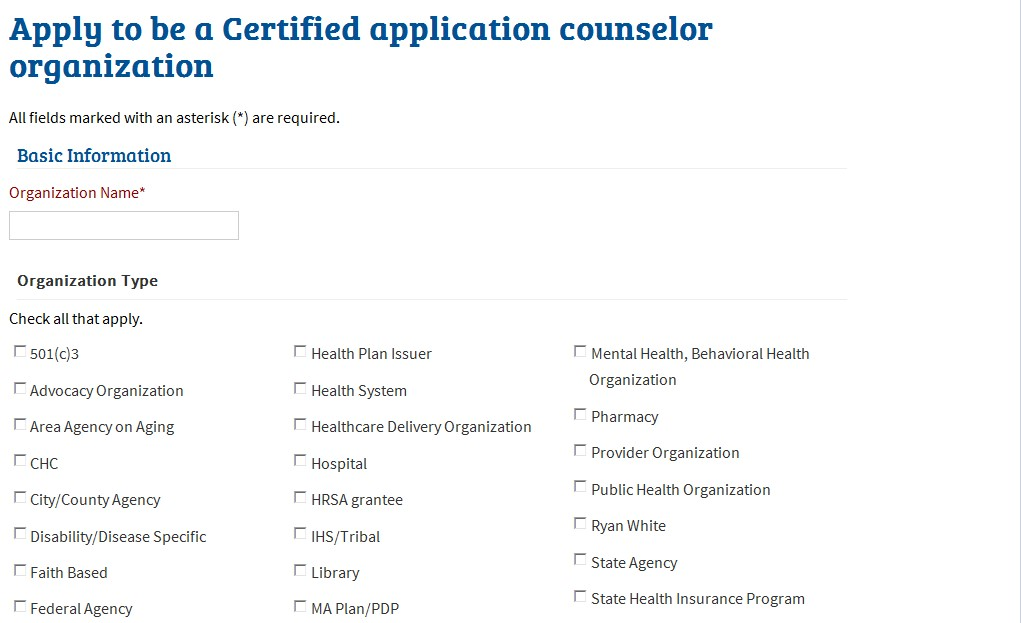 Apply to be a Certified application counselor
organization
All fields marked with an asterisk (*) are required.
Basic Information
Organization Name*
Organization Type
Check all that apply.
501(c)3
Advocacy Organization
Area Agency on Aging
CHC
City/County Agency
Disability/Disease Specific
Faith Based
Federal Agency
Health Plan Issuer
Health System
Healthcare Delivery Organization
Hospital
HRSA grantee
IHS/Tribal
Library
MA Plan/PDP
Mental Health, Behavioral Health
Organization
Pharmacy
Provider Organization
Public Health Organization
Ryan White
State Agency
State Health Insurance Program